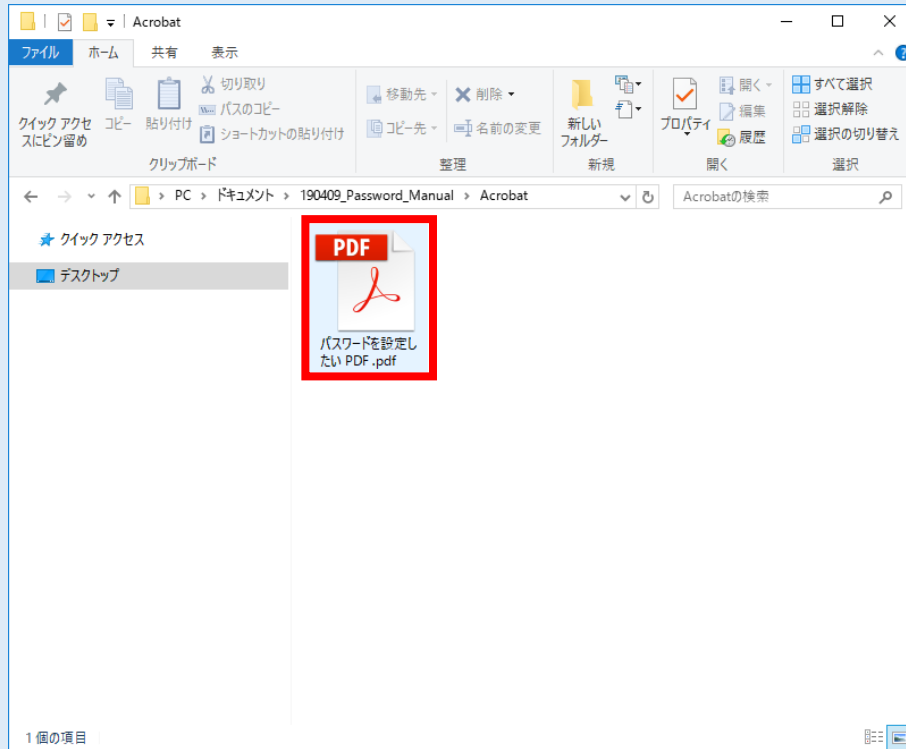 Acrobat
ファイル ホーム 共有 表示
クイック アクセスにピン留め
コピー
貼り付け
切り取り
パスのコピー
ショートカットの貼り付け
クリップボード
移動先
コピー先
削除
名前の変更
整理
新しいフォルダー
新規
プロパティ
開く
編集
履歴
開く
すべて選択
選択解除
選択の切り替え
選択
PC › ドキュメント › 190409_Password_Manual › Acrobat
Acrobatの検索
クイック アクセス
デスクトップ
PDF
パスワードを設定し
たい PDF .pdf
1 個の項目